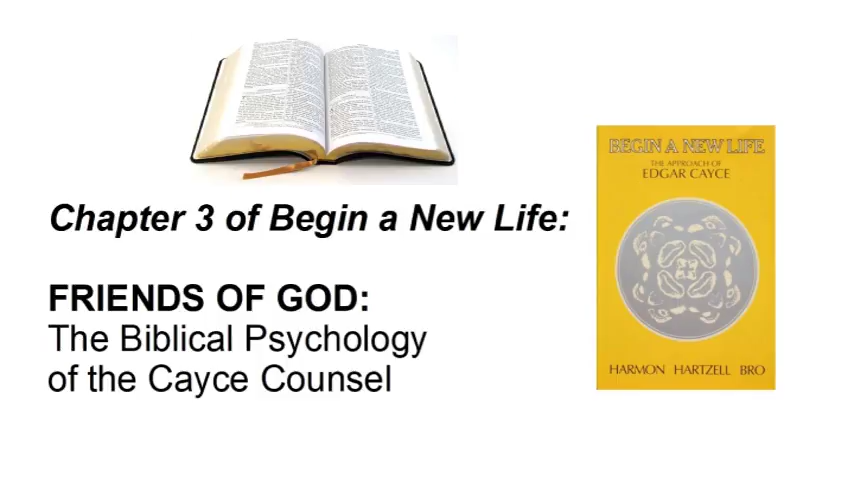 Chapter 3 of Begin a New Life:
FRIENDS OF GOD:
The Biblical Psychology
of the Cayce Counsel
BEGIN A NEW LIFE
THE APPROACH OF
EDGAR CAYCE
HARMON HARTZELL BRO